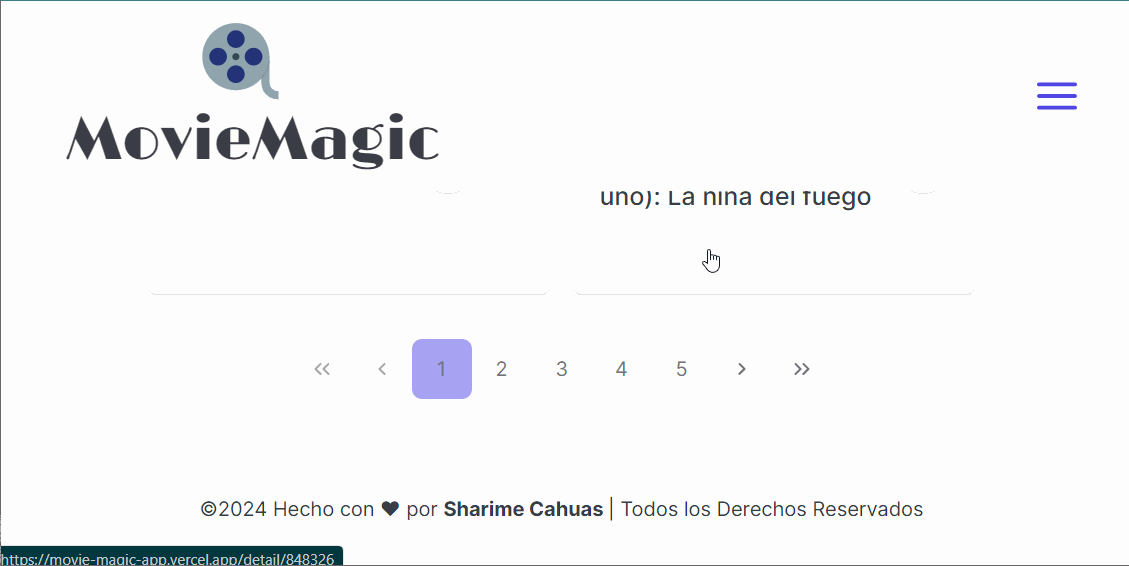 MovieMagic
uno): La niña del fuego
1 2 3 4 5
©2024 Hecho con ❤ por Sharime Cahuas | Todos los Derechos Reservados
https://movie-magic-app.vercel.app/detail/848326